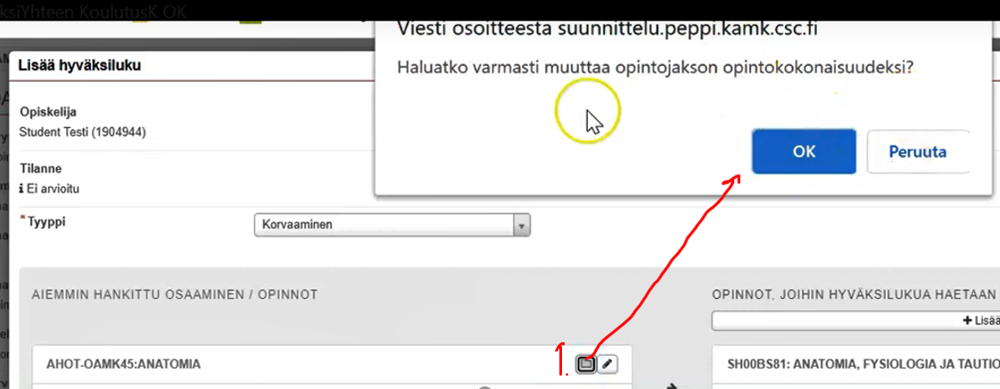 ksiYhteen KoulutusK OK
Viesti osoitteesta suunnittelu.peppi.kamk.csc.fi
Lisää hyväksiluku
Haluatko varmasti muuttaa opintojakson opintokokonaisuudeksi?
Opiskelija
Student Testi (1904944)
OK
Peruuta
Tilanne
i Ei arvioitu
* Tyyppi
Korvaaminen
AIEMMIN HANKITTU OSAAMINEN / OPINNOT
OPINNOT, JOIHIN HYVÄKSILUKUA HAETAAN
+ Lisää
1.
AHOT-OAMK45:ANATOMIA
SH00BS81: ANATOMIA, FYSIOLOGIA JA TAUTIO